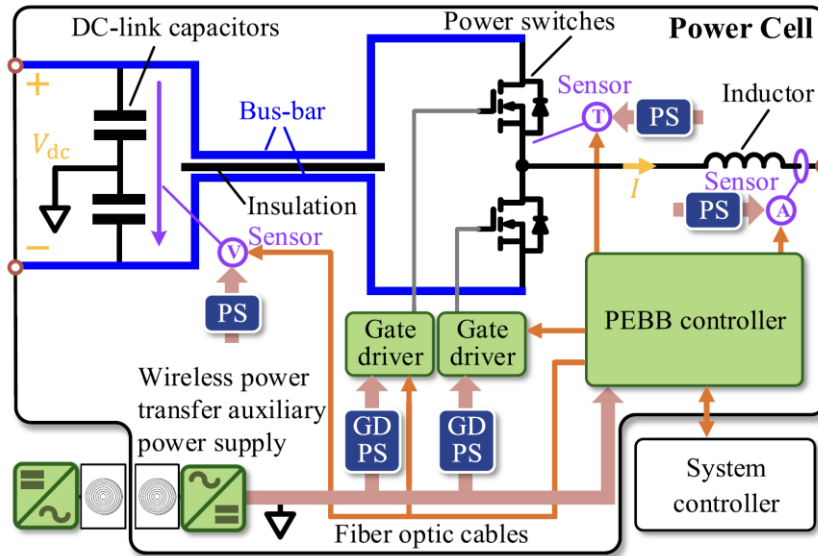 DC-link capacitors
Power switches
Power Cell
+
V_dc
−
Bus-bar
Insulation
Sensor
V
PS
Sensor
T
PS
Inductor
I
Sensor
PS
A
Gate
driver
Gate
driver
PEBB controller
Wireless power
transfer auxiliary
power supply
GD
PS
GD
PS
System
controller
Fiber optic cables